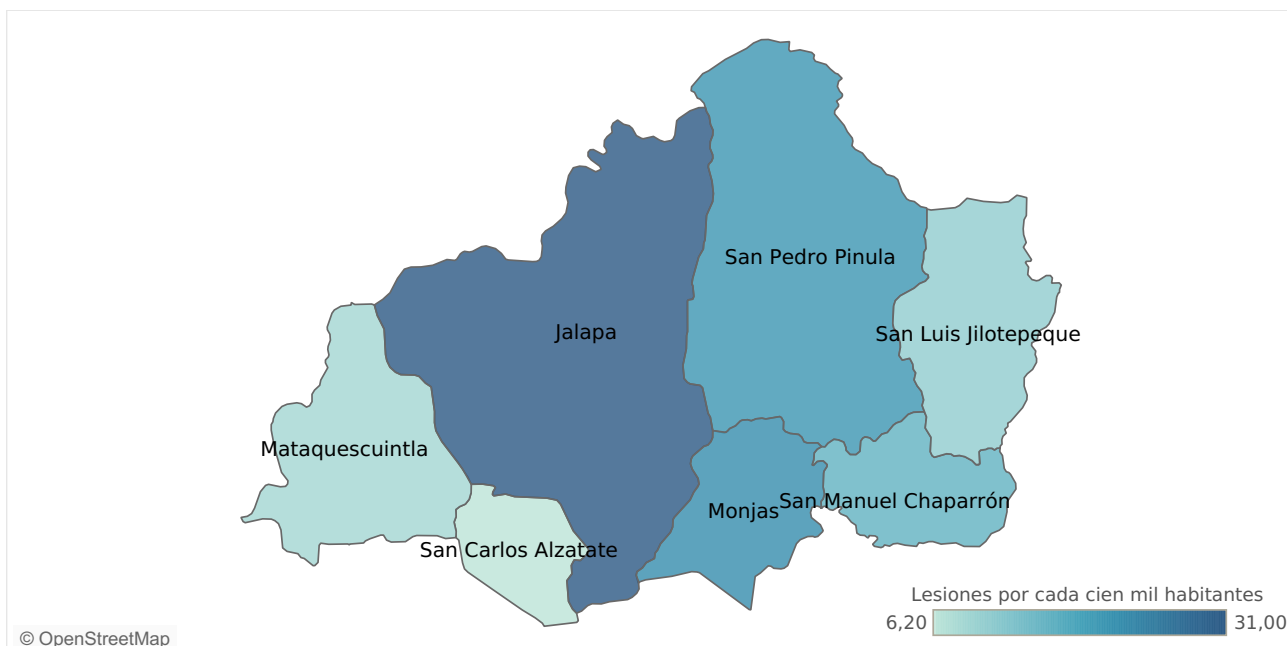 San Pedro Pinula
Jalapa
San Luis Jilotepeque
Mataquescuintla
San Manuel Chaparrón
Monjas
San Carlos Alzatate
Lesiones por cada cien mil habitantes
6,20 31,00
© OpenStreetMap